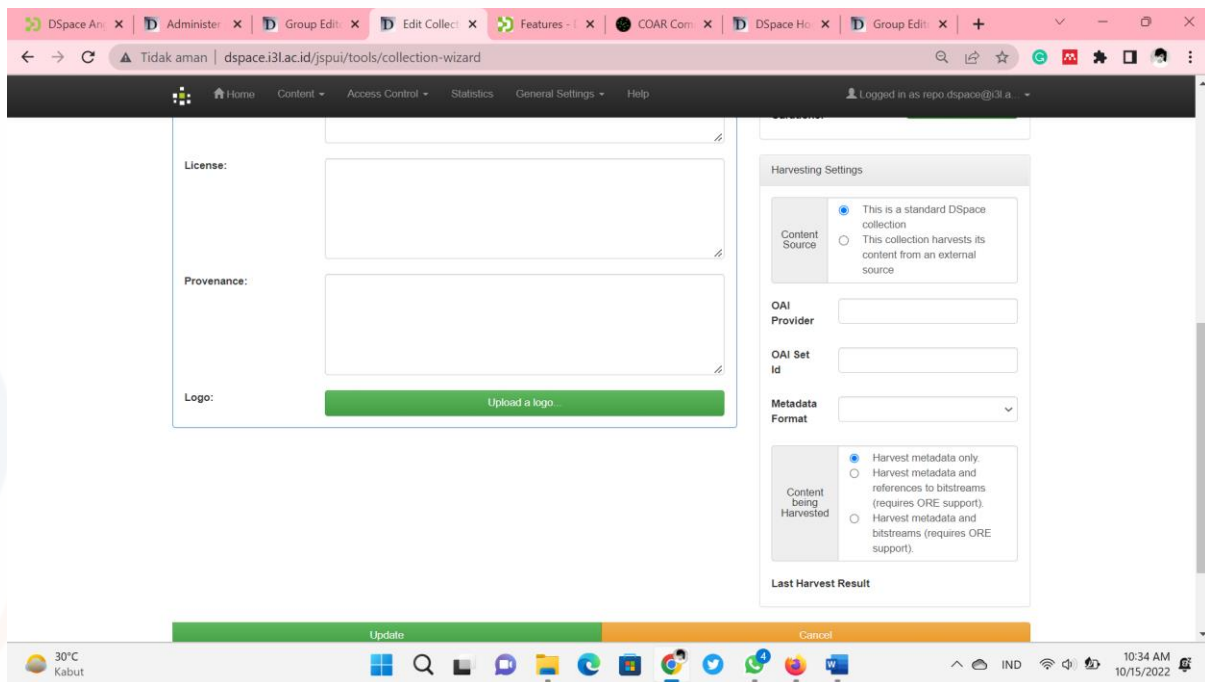 DSpace An
Administer
Group Edit
Edit Collect
Features -
COAR Com
DSpace Ho
Group Edit
Tidak aman | dspace.i3l.ac.id/jspui/tools/collection-wizard
Home Content Access Control Statistics General Settings Help Logged in as repo.dspace@i3l.a...
License:
Provenance:
Logo:
Upload a logo...
Harvesting Settings
Content
Source
This is a standard DSpace
collection
This collection harvests its
content from an external
source
OAI
Provider
OAI Set
Id
Metadata
Format
Content
being
Harvested
Harvest metadata only.
Harvest metadata and
references to bitstreams
(requires ORE support).
Harvest metadata and
bitstreams (requires ORE
support).
Last Harvest Result
Update Cancel
30°C
Kabut
4
IND
10:34 AM
10/15/2022